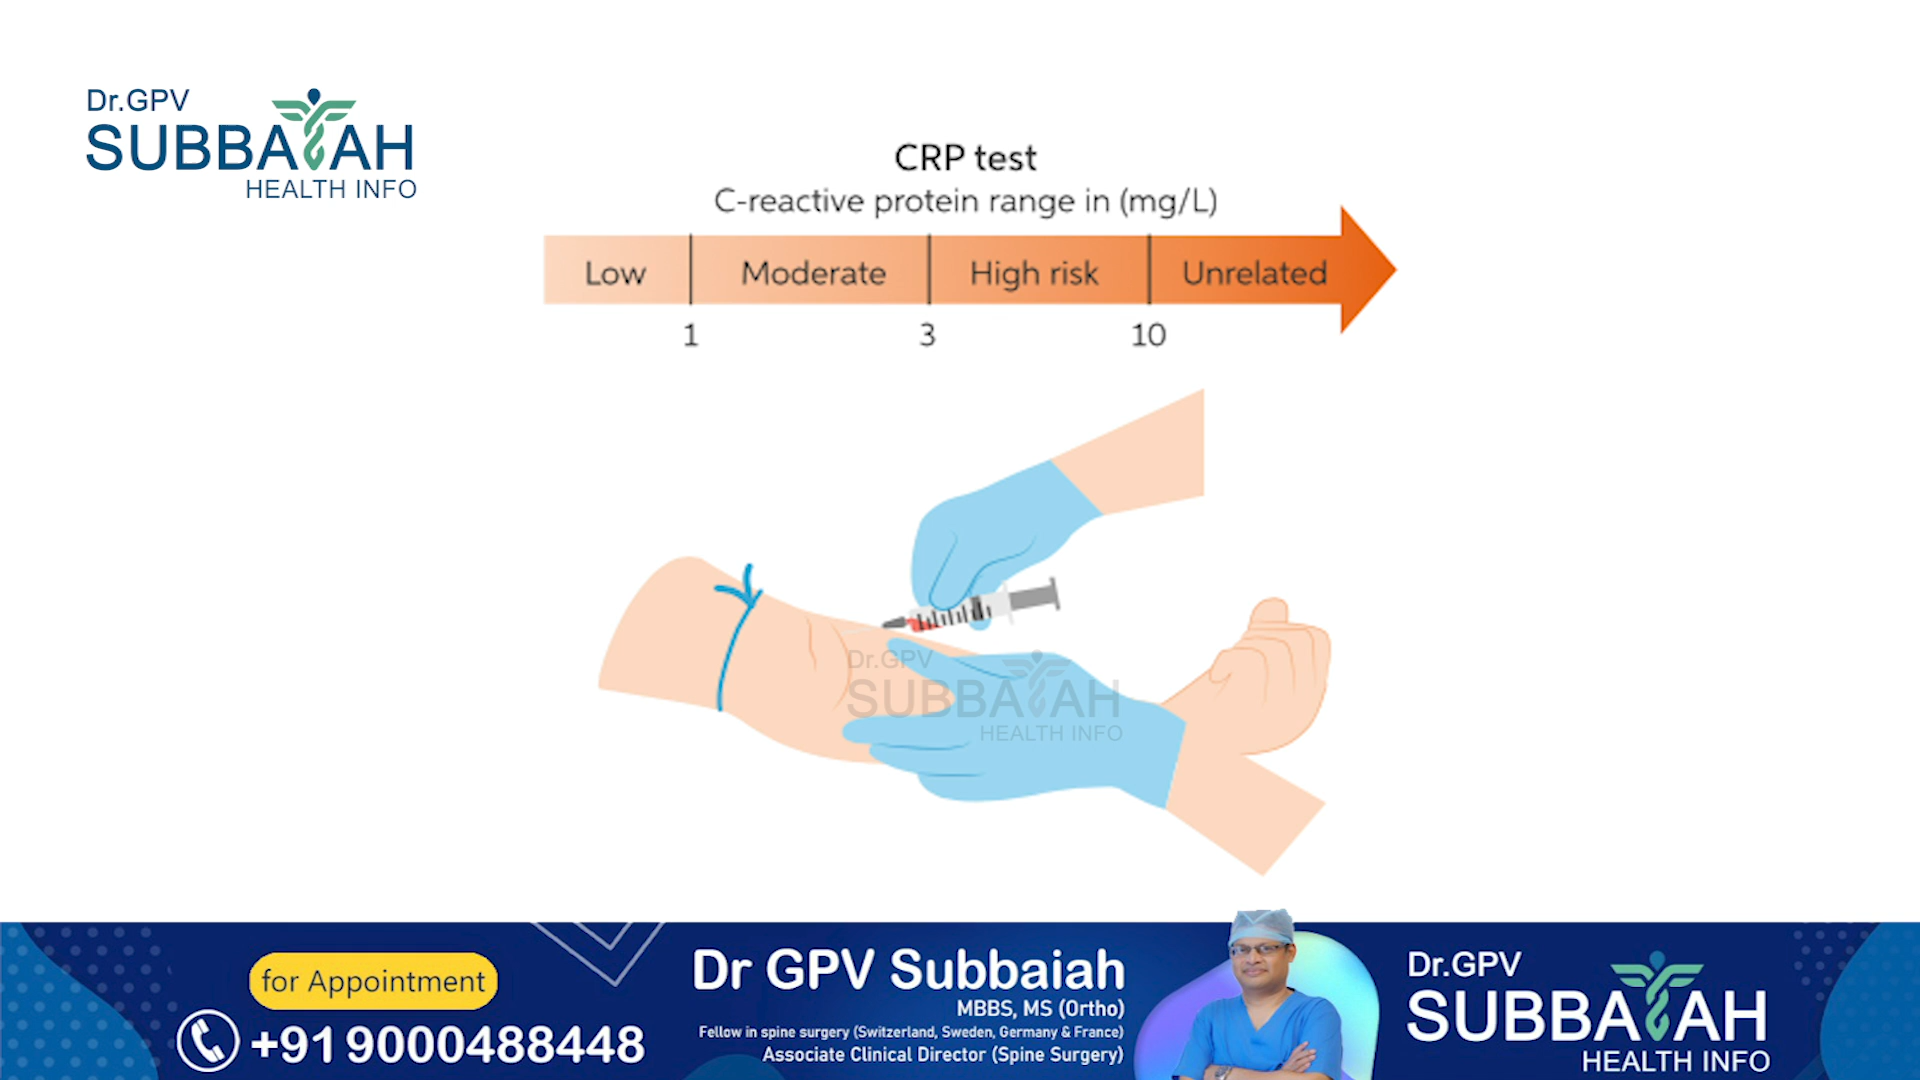 Dr.GPV
SUBBAIAH
HEALTH INFO
CRP test
C-reactive protein range in (mg/L)
Low Moderate High risk Unrelated
1 3 10
Dr.GPV
SUBBAIAH
HEALTH INFO
for Appointment
+91 9000488448
Dr GPV Subbaiah
MBBS, MS (Ortho)
Fellow in spine surgery (Switzerland, Sweden, Germany & France)
Associate Clinical Director (Spine Surgery)
Dr.GPV
SUBBAIAH
HEALTH INFO